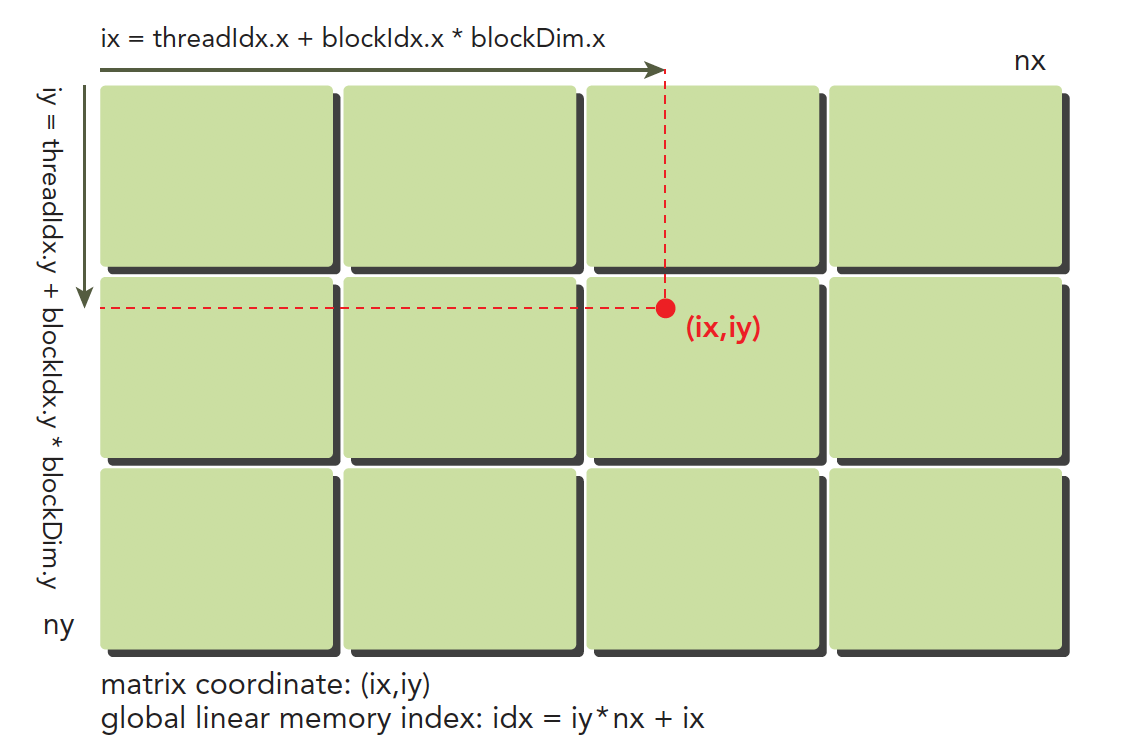 ix = threadIdx.x + blockIdx.x * blockDim.x
nx
iy = threadIdx.y + blockIdx.y * blockDim.y
(ix,iy)
ny
matrix coordinate: (ix,iy)
global linear memory index: idx = iy*nx + ix